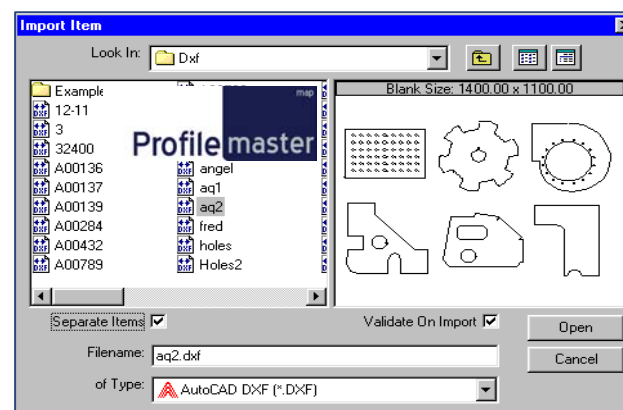 Import Item
Look In: Dxf
Example
12-11
3
32400
A00136
A00137
A00139
A00284
A00432
A00789
map
Profilemaster
angel
aq1
aq2
fred
holes
Holes2
Blank Size: 1400.00 x 1100.00
Separate Items
Validate On Import
Open
Filename: aq2.dxf
Cancel
of Type: AutoCAD DXF (*.DXF)